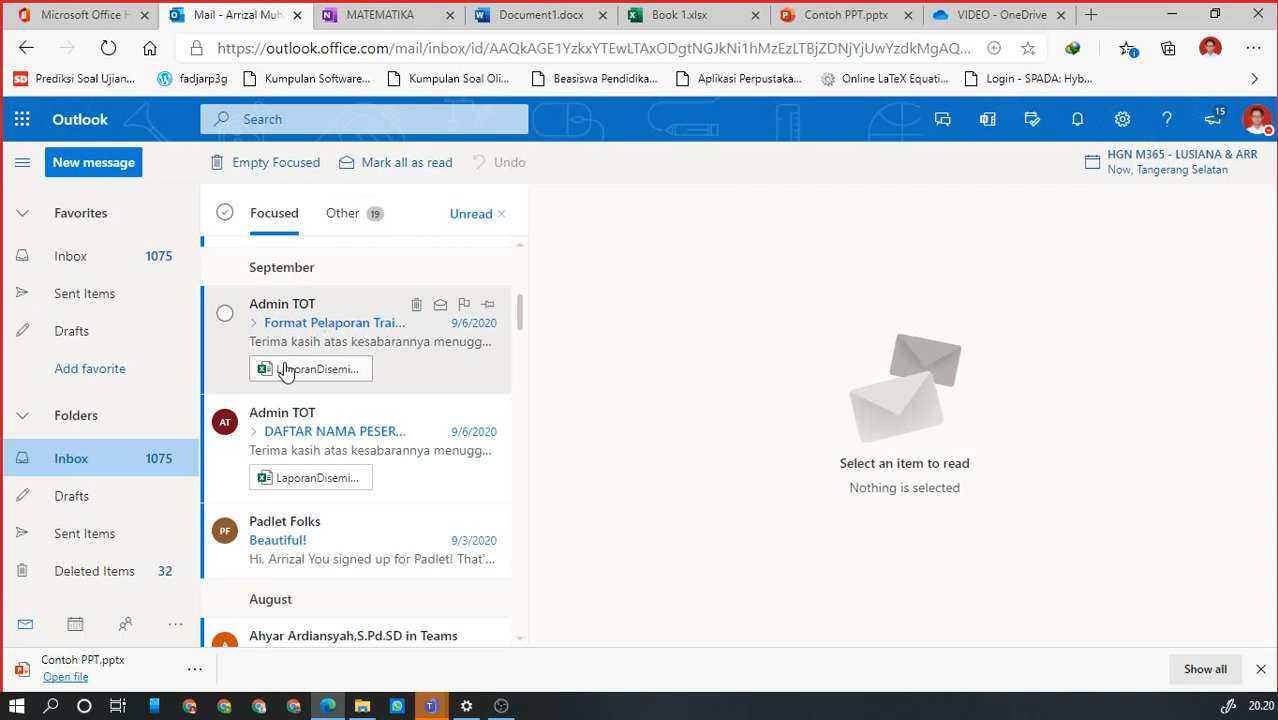 Microsoft Office H
Mail - Arrizal Muh
MATEMATIKA
Document1.docx
Book 1.xlsx
Contoh PPT.pptx
VIDEO - OneDrive
https://outlook.office.com/mail/inbox/id/AAQkAGE1YzkxYTEwLTAxODgtNGJkNi1hMzEzLTBjZDNjYjUwYzdkMgAQ...
Prediksi Soal Ujian...
fadjarp3g
Kumpulan Software...
Kumpulan Soal Oli...
Beasiswa Pendidika...
Aplikasi Perpustaka...
Online LaTeX Equati...
Login - SPADA: Hyb...
Outlook
Search
15
New message
Empty Focused
Mark all as read
Undo
HGN M365 - LUSIANA & ARR
Now, Tangerang Selatan
Favorites
Inbox 1075
Sent Items
Drafts
Add favorite
Folders
Inbox 1075
Drafts
Sent Items
Deleted Items 32
Focused
Other 19
Unread
September
Admin TOT
Format Pelaporan Trai... 9/6/2020
Terima kasih atas kesabarannya menugg...
LaporanDisemi...
AT
Admin TOT
DAFTAR NAMA PESER... 9/6/2020
Terima kasih atas kesabarannya menugg...
LaporanDisemi...
PF
Padlet Folks
Beautiful! 9/3/2020
Hi, Arrizal You signed up for Padlet! That'...
August
Ahyar Ardiansyah,S.Pd.SD in Teams
Select an item to read
Nothing is selected
Contoh PPT.pptx
Open file
Show all
20.20